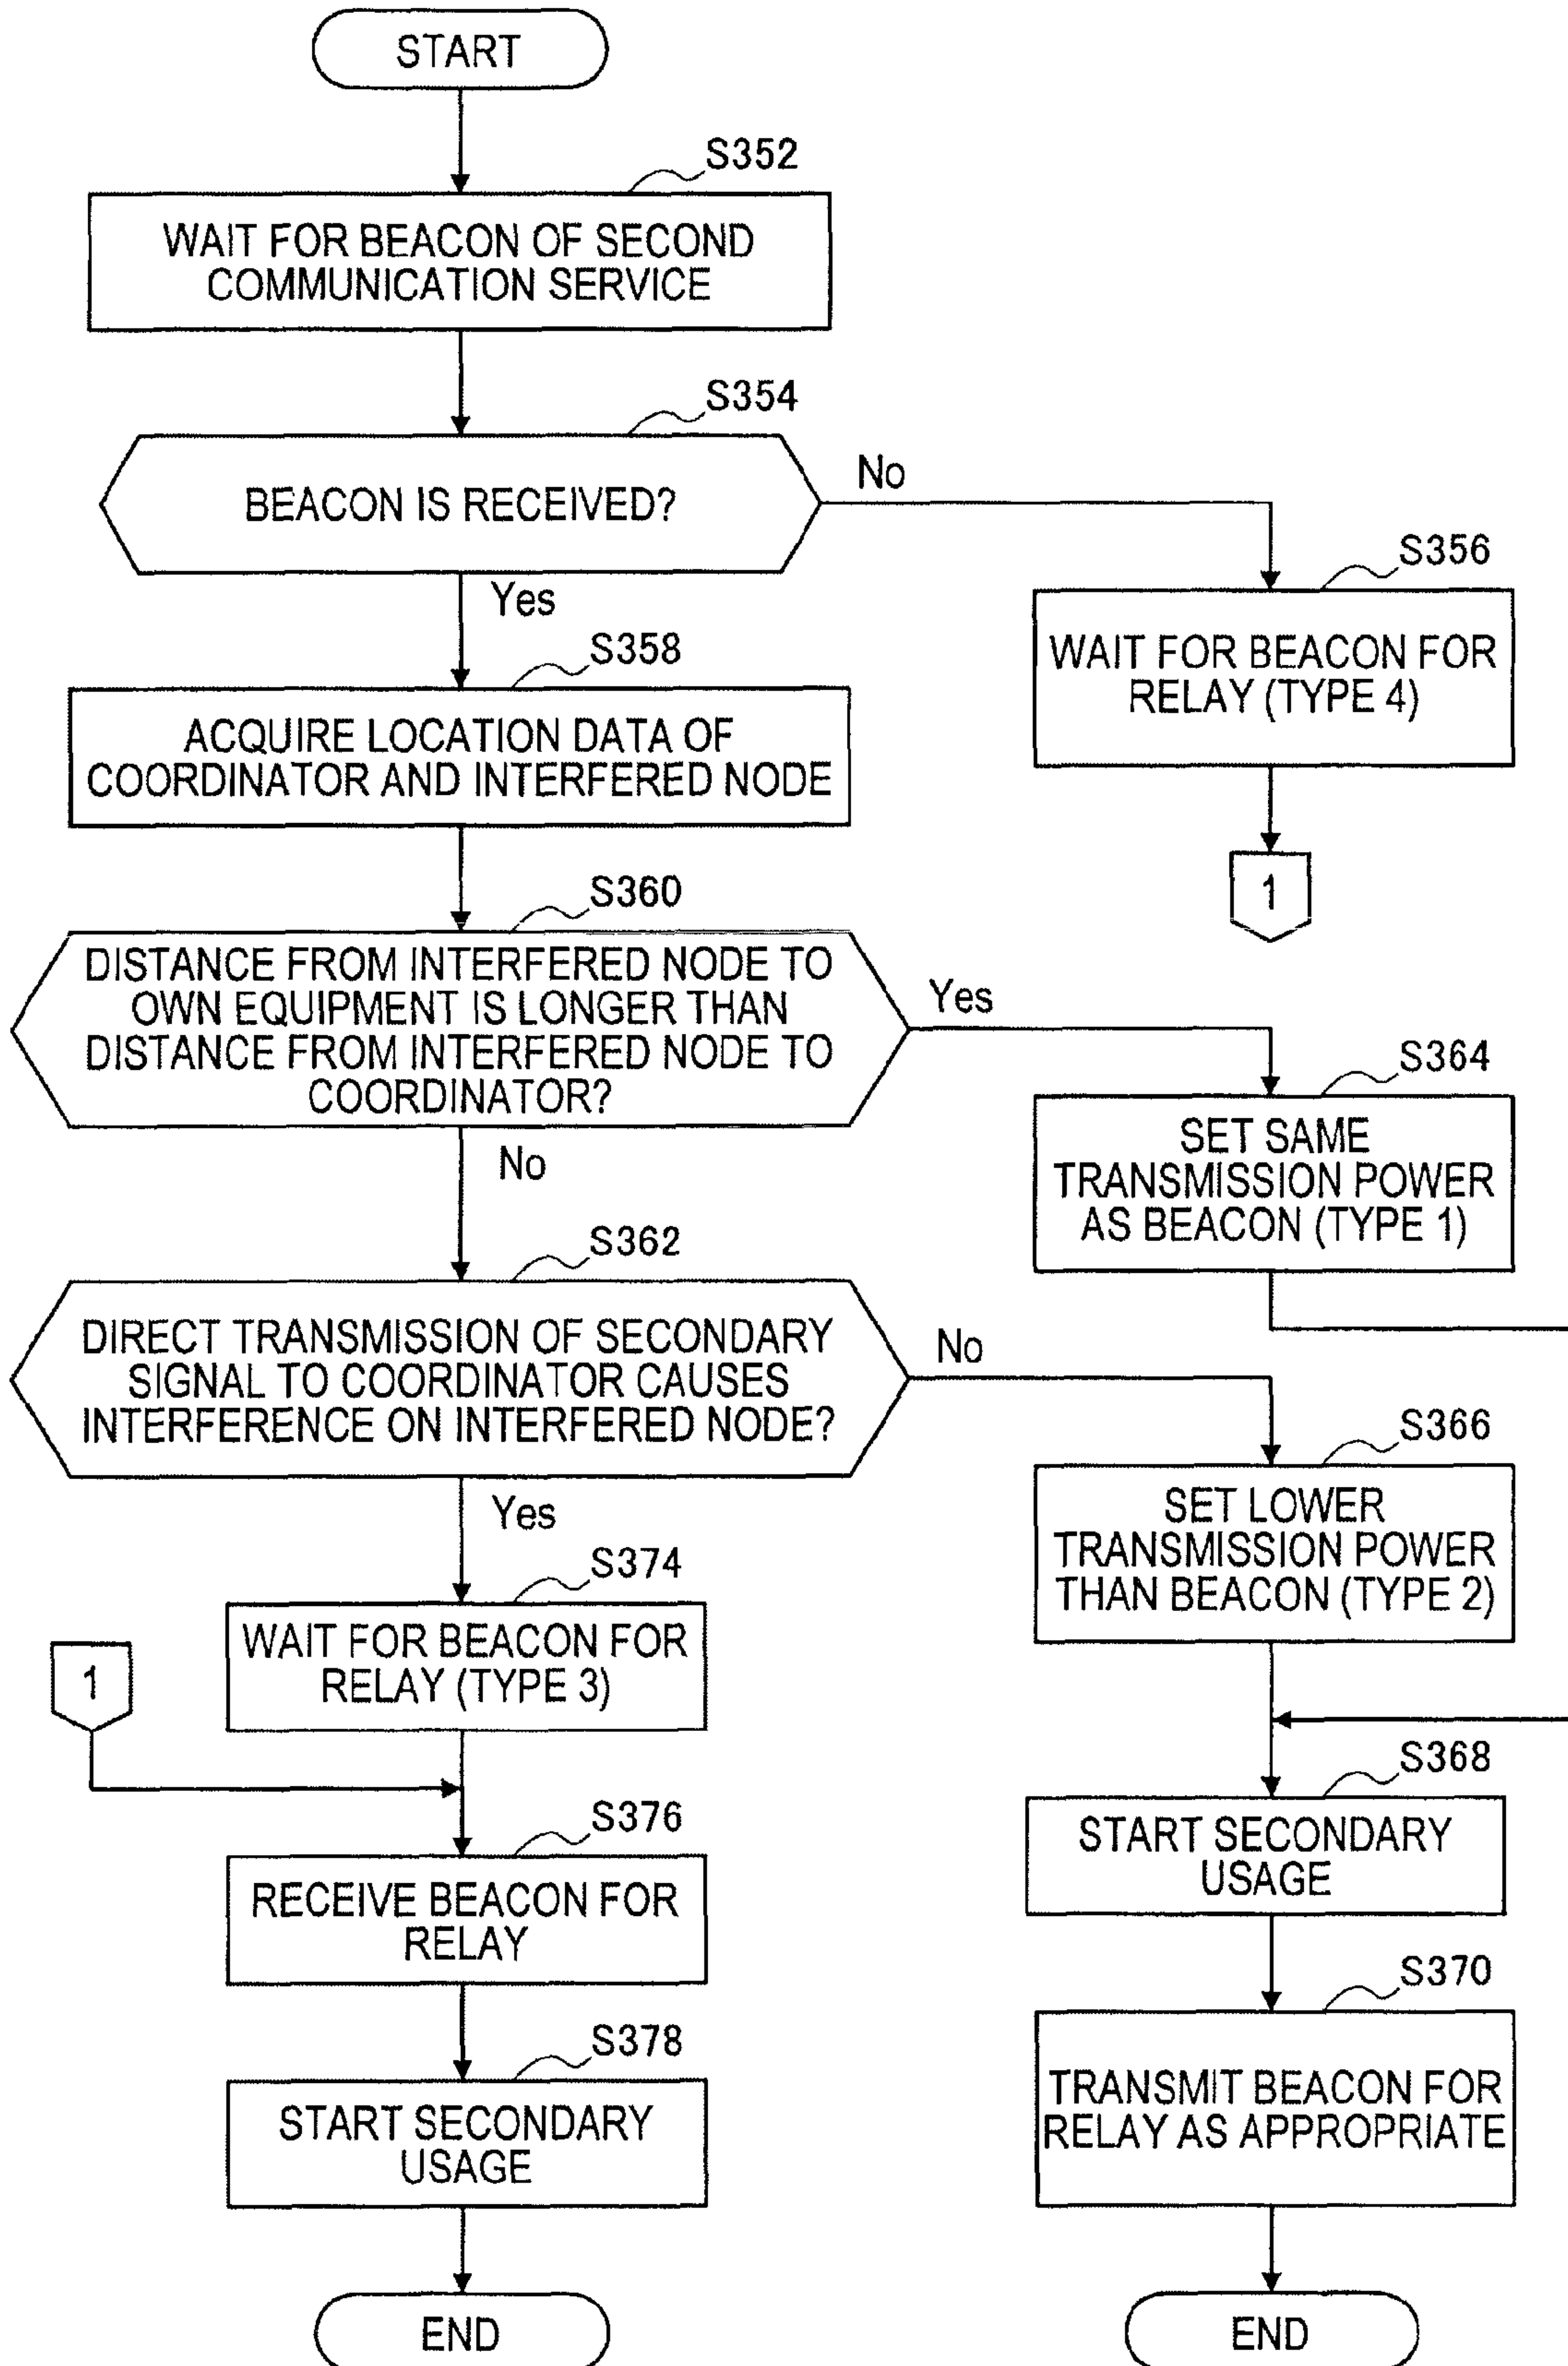 START
S352
WAIT FOR BEACON OF SECOND
COMMUNICATION SERVICE
S354
BEACON IS RECEIVED?
No
Yes
S356
WAIT FOR BEACON FOR
RELAY (TYPE 4)
1
S358
ACQUIRE LOCATION DATA OF
COORDINATOR AND INTERFERED NODE
S360
DISTANCE FROM INTERFERED NODE TO
OWN EQUIPMENT IS LONGER THAN
DISTANCE FROM INTERFERED NODE TO
COORDINATOR?
Yes
No
S364
SET SAME
TRANSMISSION POWER
AS BEACON (TYPE 1)
S362
DIRECT TRANSMISSION OF SECONDARY
SIGNAL TO COORDINATOR CAUSES
INTERFERENCE ON INTERFERED NODE?
No
Yes
S366
SET LOWER
TRANSMISSION POWER
THAN BEACON (TYPE 2)
S374
WAIT FOR BEACON FOR
RELAY (TYPE 3)
1
S376
RECEIVE BEACON FOR
RELAY
S378
START SECONDARY
USAGE
END
S368
START SECONDARY
USAGE
S370
TRANSMIT BEACON FOR
RELAY AS APPROPRIATE
END